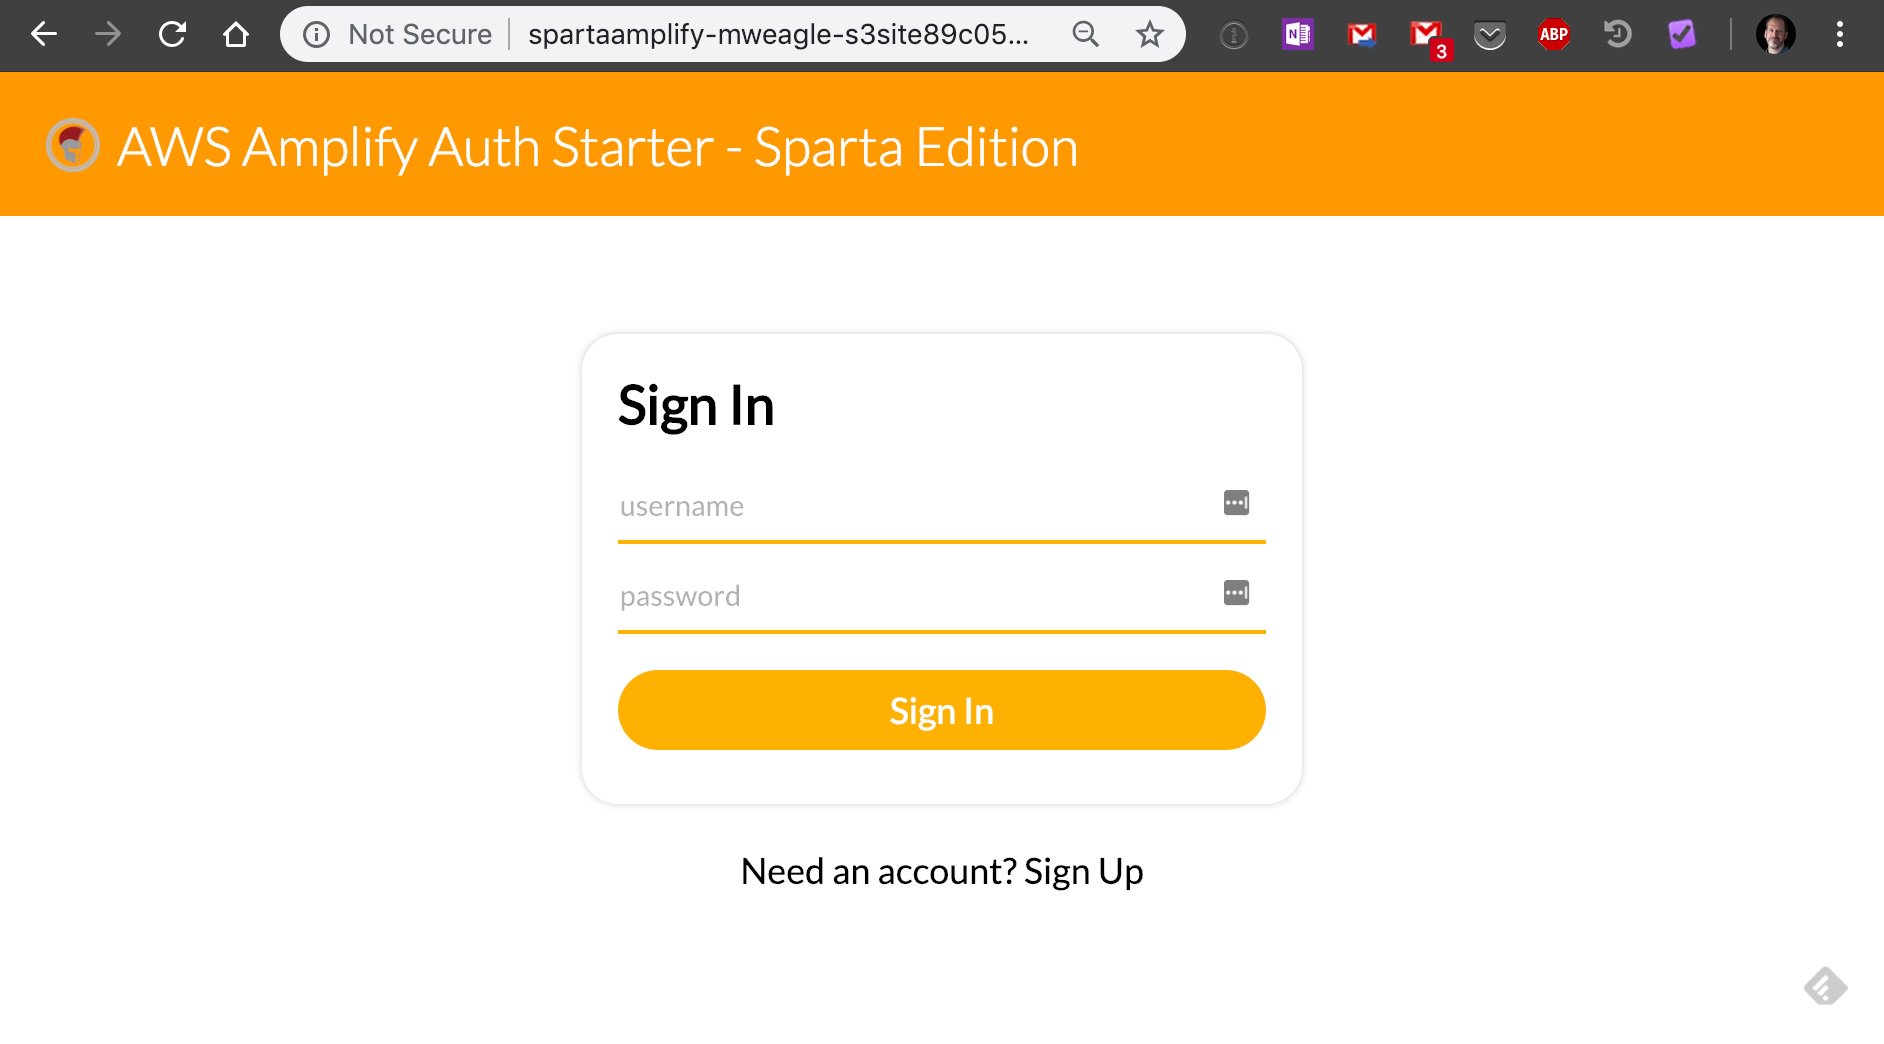 Not Secure spartaamplify-mweagle-s3site89c05...
N
3
ABP
AWS Amplify Auth Starter - Sparta Edition
Sign In
username
password
Sign In
Need an account? Sign Up